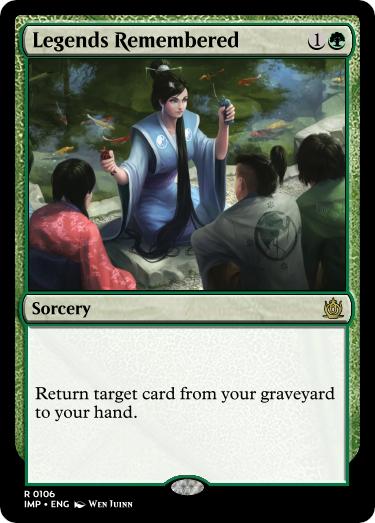 Legends Remembered 1
Sorcery
Return target card from your graveyard
to your hand.
R 0106
IMP • ENG Wen Juinn